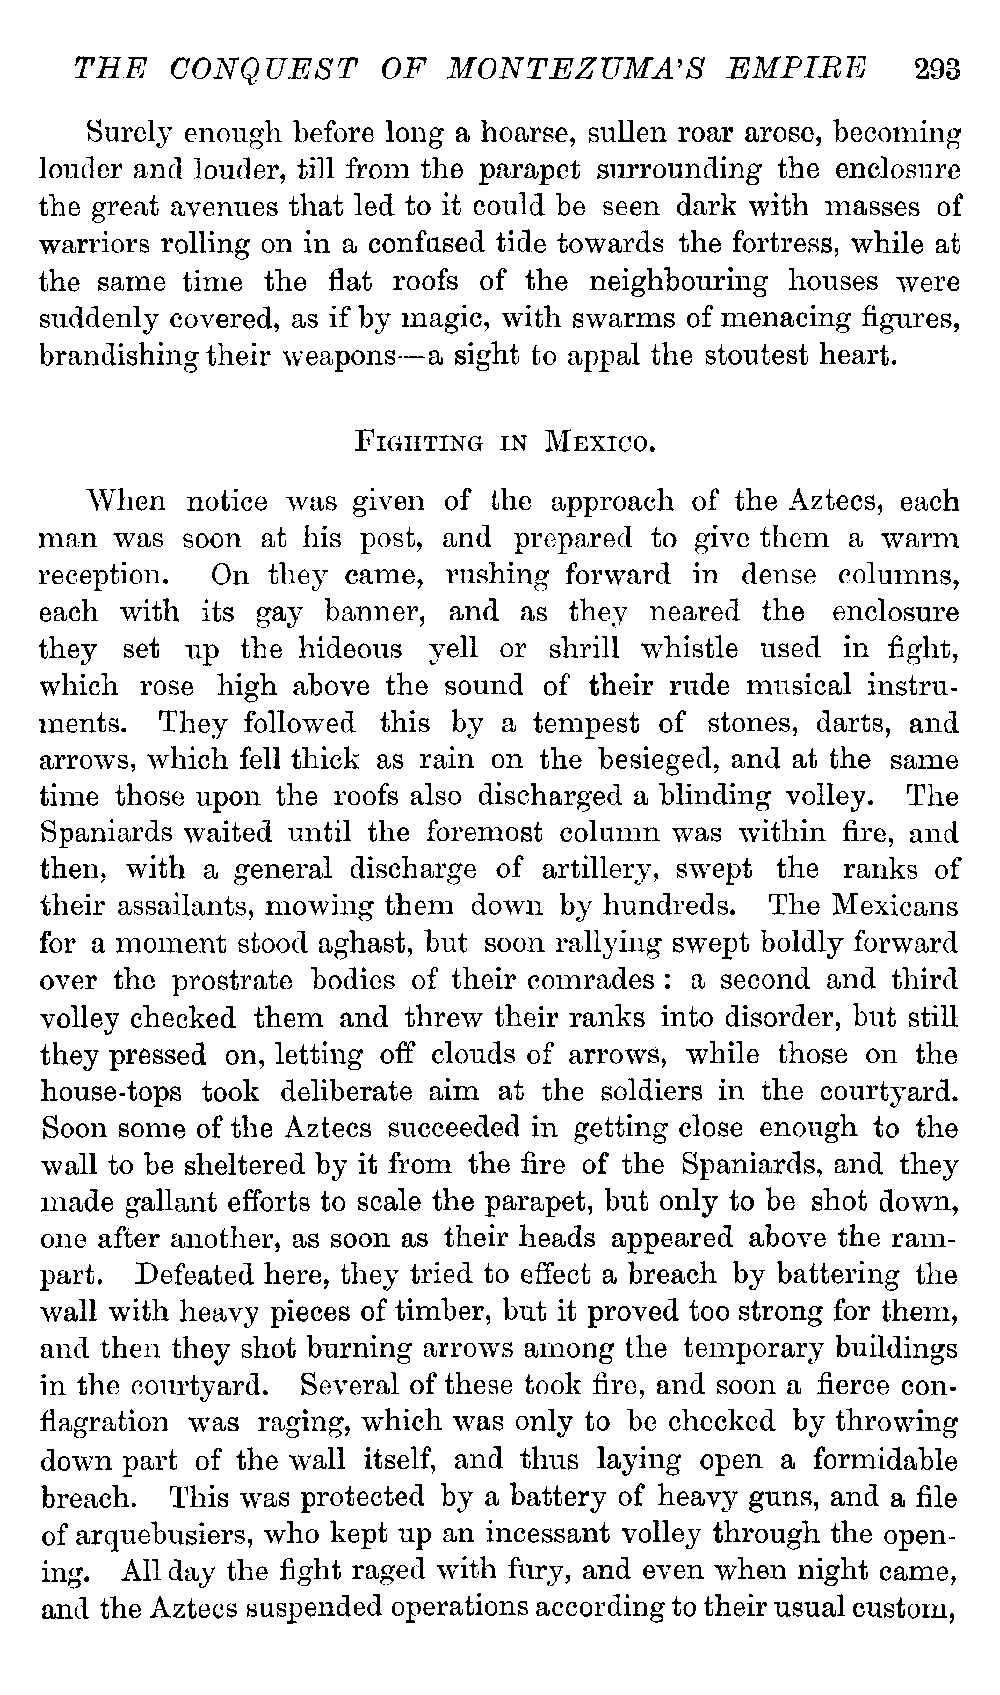 THE CONQUEST OF MONTEZUMA'S EMPIRE 293
Surely enough before long a hoarse, sullen roar arose, becoming
louder and louder, till from the parapet surrounding the enclosure
the great avenues that led to it could be seen dark with masses of
warriors rolling on in a confused tide towards the fortress, while at
the same time the flat roofs of the neighbouring houses were
suddenly covered, as if by magic, with swarms of menacing figures,
brandishing their weapons—a sight to appal the stoutest heart.
FIGHTING IN MEXICO.
When notice was given of the approach of the Aztecs, each
man was soon at his post, and prepared to give them a warm
reception. On they came, rushing forward in dense columns,
each with its gay banner, and as they neared the enclosure
they set up the hideous yell or shrill whistle used in fight,
which rose high above the sound of their rude musical instru-
ments. They followed this by a tempest of stones, darts, and
arrows, which fell thick as rain on the besieged, and at the same
time those upon the roofs also discharged a blinding volley. The
Spaniards waited until the foremost column was within fire, and
then, with a general discharge of artillery, swept the ranks of
their assailants, mowing them down by hundreds. The Mexicans
for a moment stood aghast, but soon rallying swept boldly forward
over the prostrate bodies of their comrades : a second and third
volley checked them and threw their ranks into disorder, but still
they pressed on, letting off clouds of arrows, while those on the
house-tops took deliberate aim at the soldiers in the courtyard.
Soon some of the Aztecs succeeded in getting close enough to the
wall to be sheltered by it from the fire of the Spaniards, and they
made gallant efforts to scale the parapet, but only to be shot down,
one after another, as soon as their heads appeared above the ram-
part. Defeated here, they tried to effect a breach by battering the
wall with heavy pieces of timber, but it proved too strong for them,
and then they shot burning arrows among the temporary buildings
in the courtyard. Several of these took fire, and soon a fierce con-
flagration was raging, which was only to be checked by throwing
down part of the wall itself, and thus laying open a formidable
breach. This was protected by a battery of heavy guns, and a file
of arquebusiers, who kept up an incessant volley through the open-
ing. All day the fight raged with fury, and even when night came,
and the Aztecs suspended operations according to their usual custom,